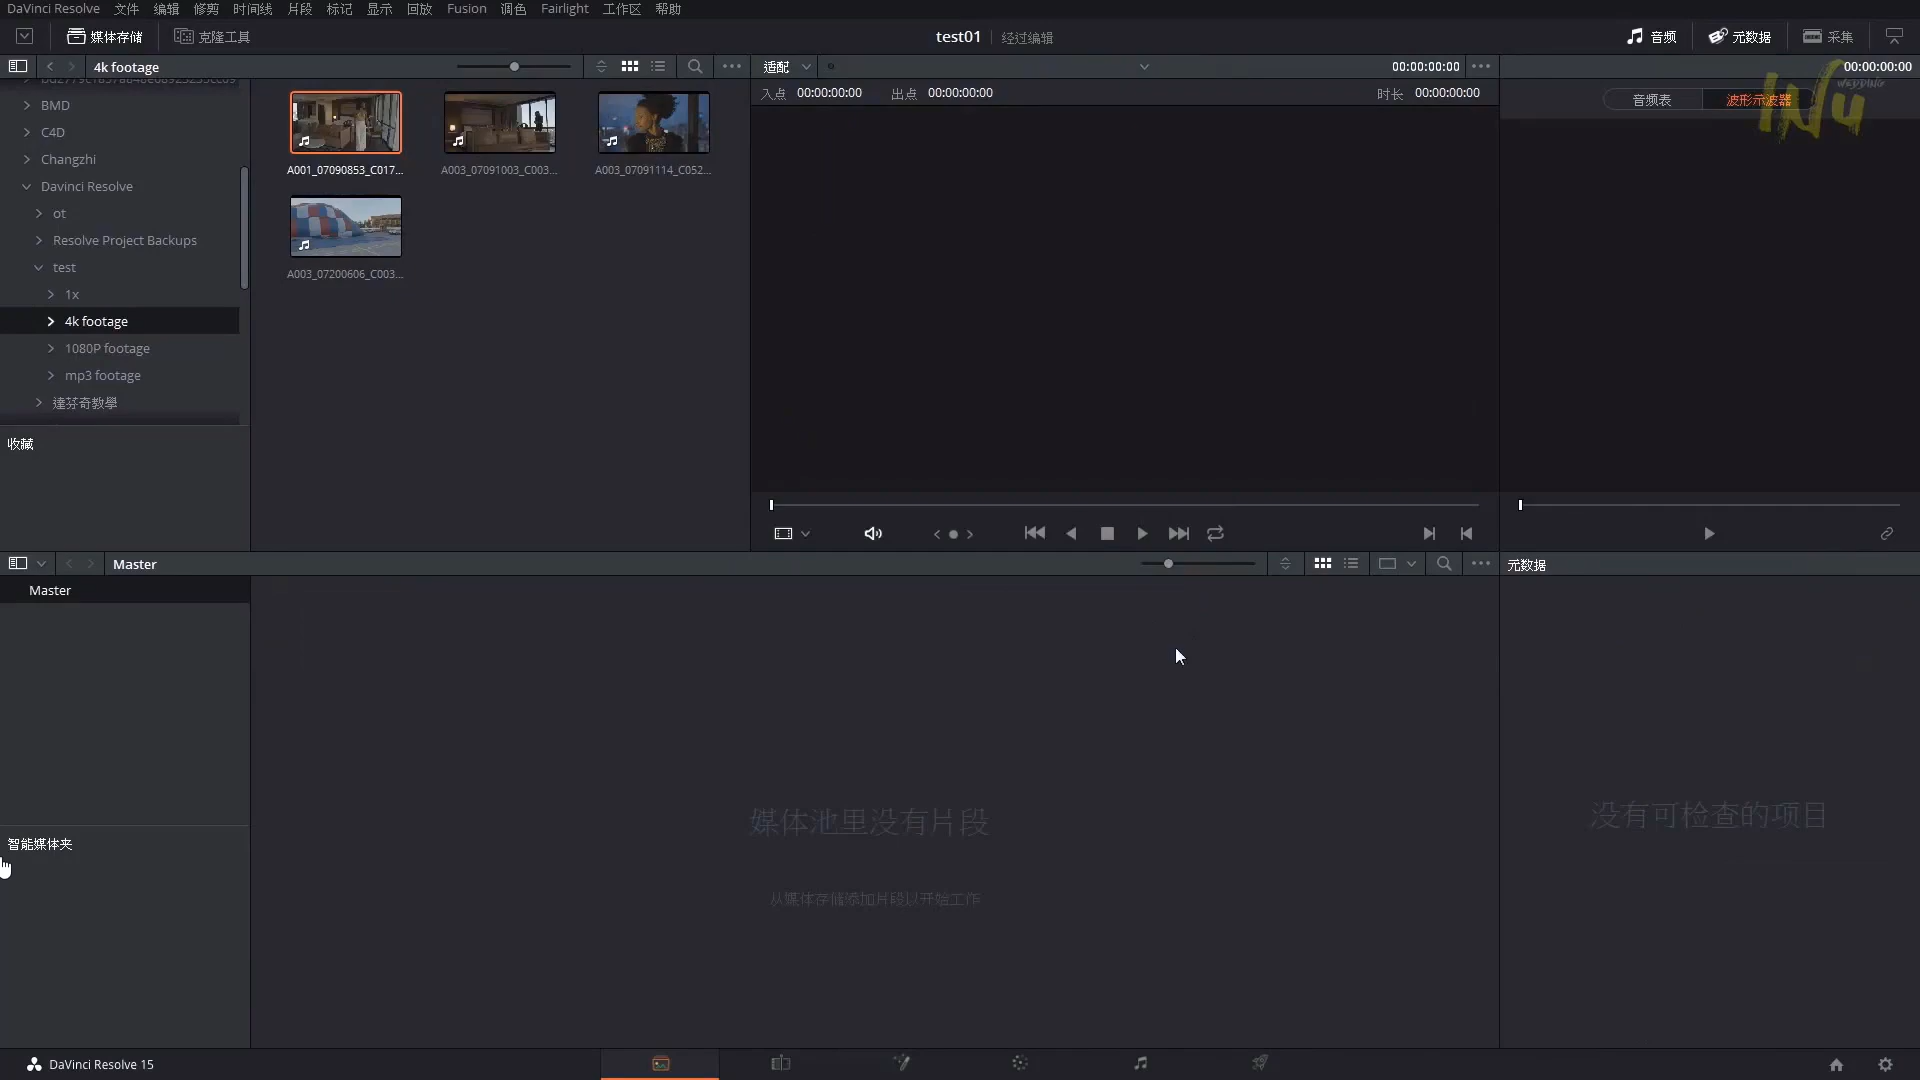 DaVinci Resolve 文件 编辑 修剪 时间线 片段 标记 显示 回放 Fusion 调色 Fairlight 工作区 帮助
媒体存储 克隆工具 test01 经过编辑 音频 元数据 采集
4k footage 适配 00:00:00:00 00:00:00:00
入点 00:00:00:00 出点 00:00:00:00 时长 00:00:00:00
音频表 波形示波器
INU WEDDING
BMD
C4D
Changzhi
Davinci Resolve
ot
Resolve Project Backups
test
1x
4k footage
1080P footage
mp3 footage
達芬奇教學
A001_07090853_C017... A003_07091003_C003... A003_07091114_C052...
A003_07200606_C003...
收藏
Master 元数据
Master
媒体池里没有片段
从媒体存储添加片段以开始工作
没有可检查的项目
智能媒体夹
DaVinci Resolve 15